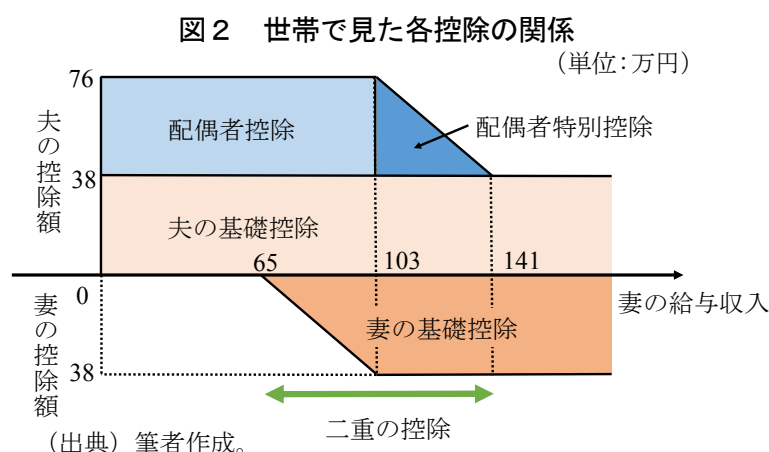 図２　世帯で見た各控除の関係
（単位：万円）
76
配偶者控除
配偶者特別控除
夫の控除額
38
夫の基礎控除
65
103
141
0
妻の給与収入
妻の控除額
妻の基礎控除
38
二重の控除
（出典）筆者作成。